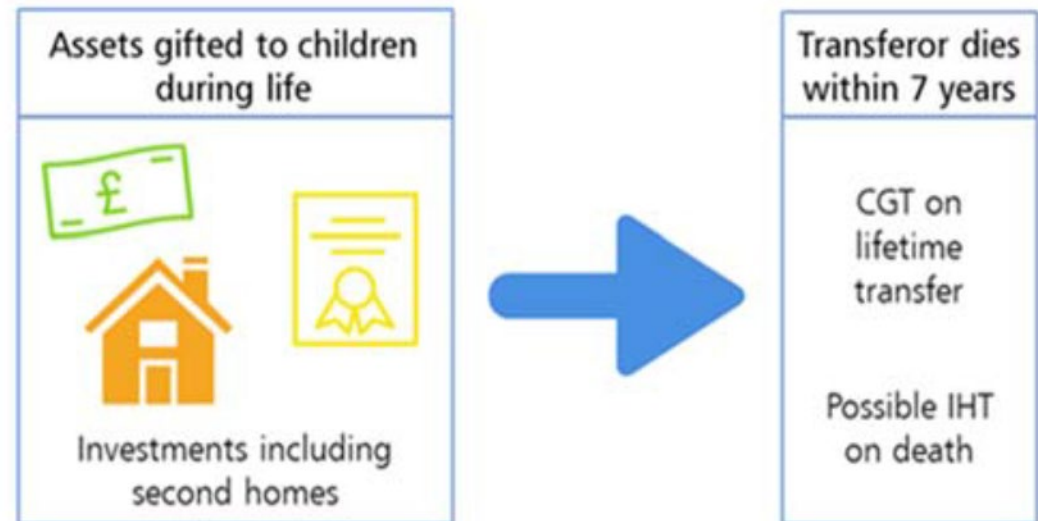 Assets gifted to children
during life
£
Investments including
second homes
Transferor dies
within 7 years
CGT on
lifetime
transfer
Possible IHT
on death